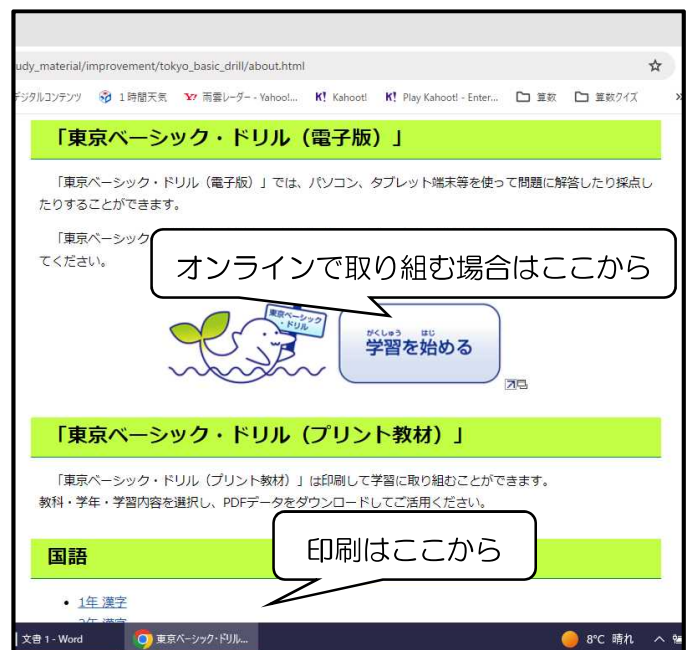 udy_material/improvement/tokyo_basic_drill/about.html
デジタルコンテンツ 1時間天気 雨雲レーダー - Yahoo!... K! Kahoot! K! Play Kahoot! - Enter... 算数 算数クイズ »
「東京ベーシック・ドリル（電子版）」
「東京ベーシック・ドリル（電子版）」では、パソコン、タブレット端末等を使って問題に解答したり採点し
たりすることができます。
「東京ベーシック
てください。
オンラインで取り組む場合はここから
東京ベーシック
・ドリル
がくしゅう はじ
学習を始める
「東京ベーシック・ドリル（プリント教材）」
「東京ベーシック・ドリル（プリント教材）」は印刷して学習に取り組むことができます。
教科・学年・学習内容を選択し、PDFデータをダウンロードしてご活用ください。
印刷はここから
国語
• 1年 漢字
文書 1 - Word 東京ベーシック・ドリル... 8°C 晴れ